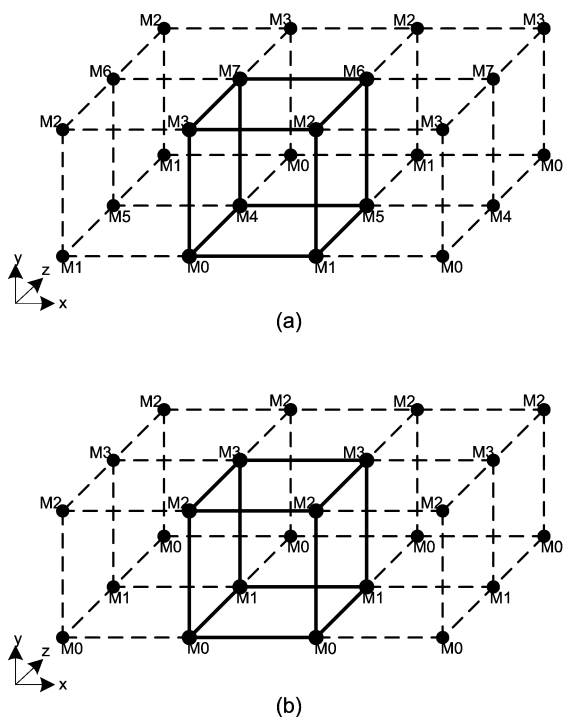 M2 M3 M2 M3
M6 M7 M6 M7
M2 M3 M2 M3
M1 M0 M1 M0
M5 M4 M5 M4
M1 M0 M1 M0
y
z
x
(a)
M2 M2 M2 M2
M3 M3 M3 M3
M2 M2 M2 M2
M0 M0 M0 M0
M1 M1 M1 M1
M0 M0 M0 M0
y
z
x
(b)